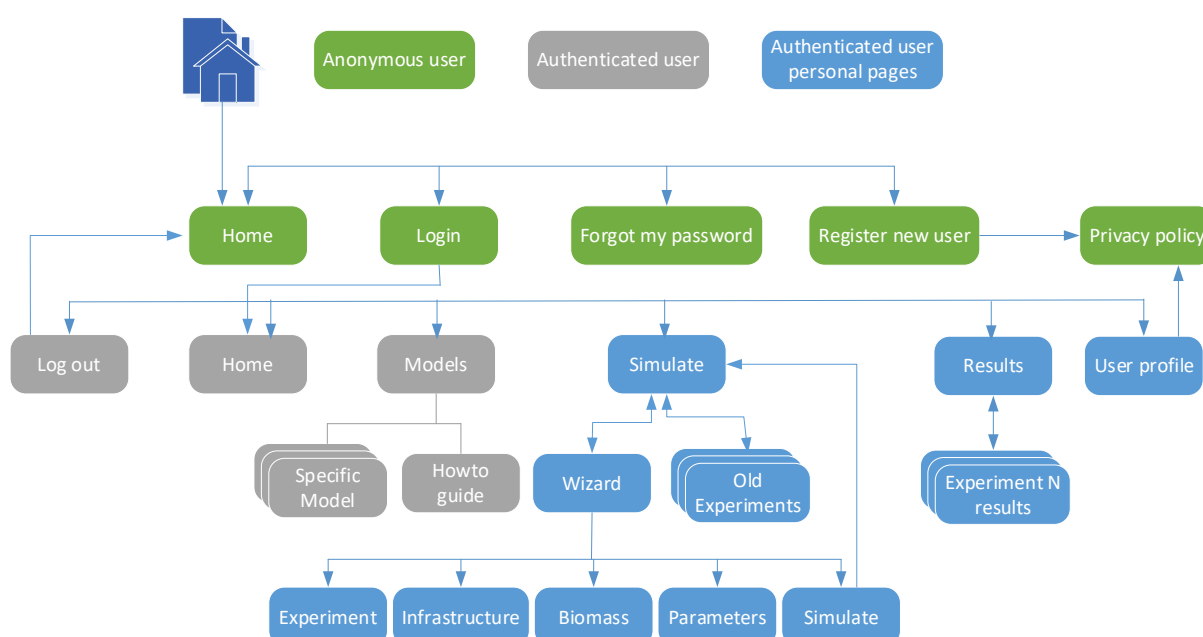 Anonymous user
Authenticated user
Authenticated user
personal pages
Home
Login
Forgot my password
Register new user
Privacy policy
Log out
Home
Models
Simulate
Results
User profile
Specific
Model
Howto
guide
Wizard
Old
Experiments
Experiment N
results
Experiment
Infrastructure
Biomass
Parameters
Simulate